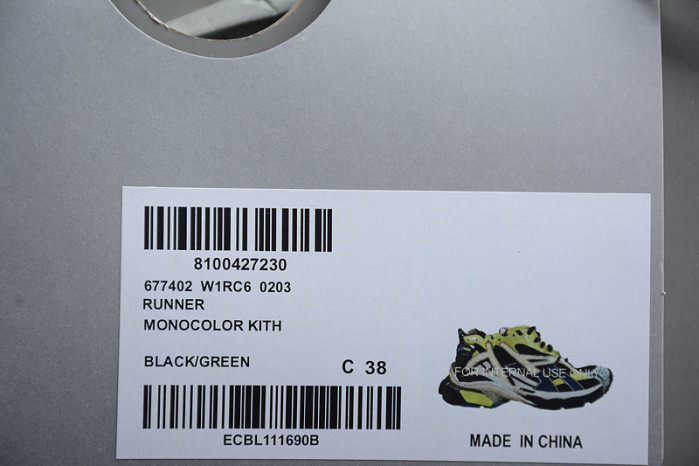 8100427230
677402 W1RC6 0203
RUNNER
MONOCOLOR KITH
BLACK/GREEN C 38
FOR INTERNAL USE ONLY
ECBL111690B
MADE IN CHINA